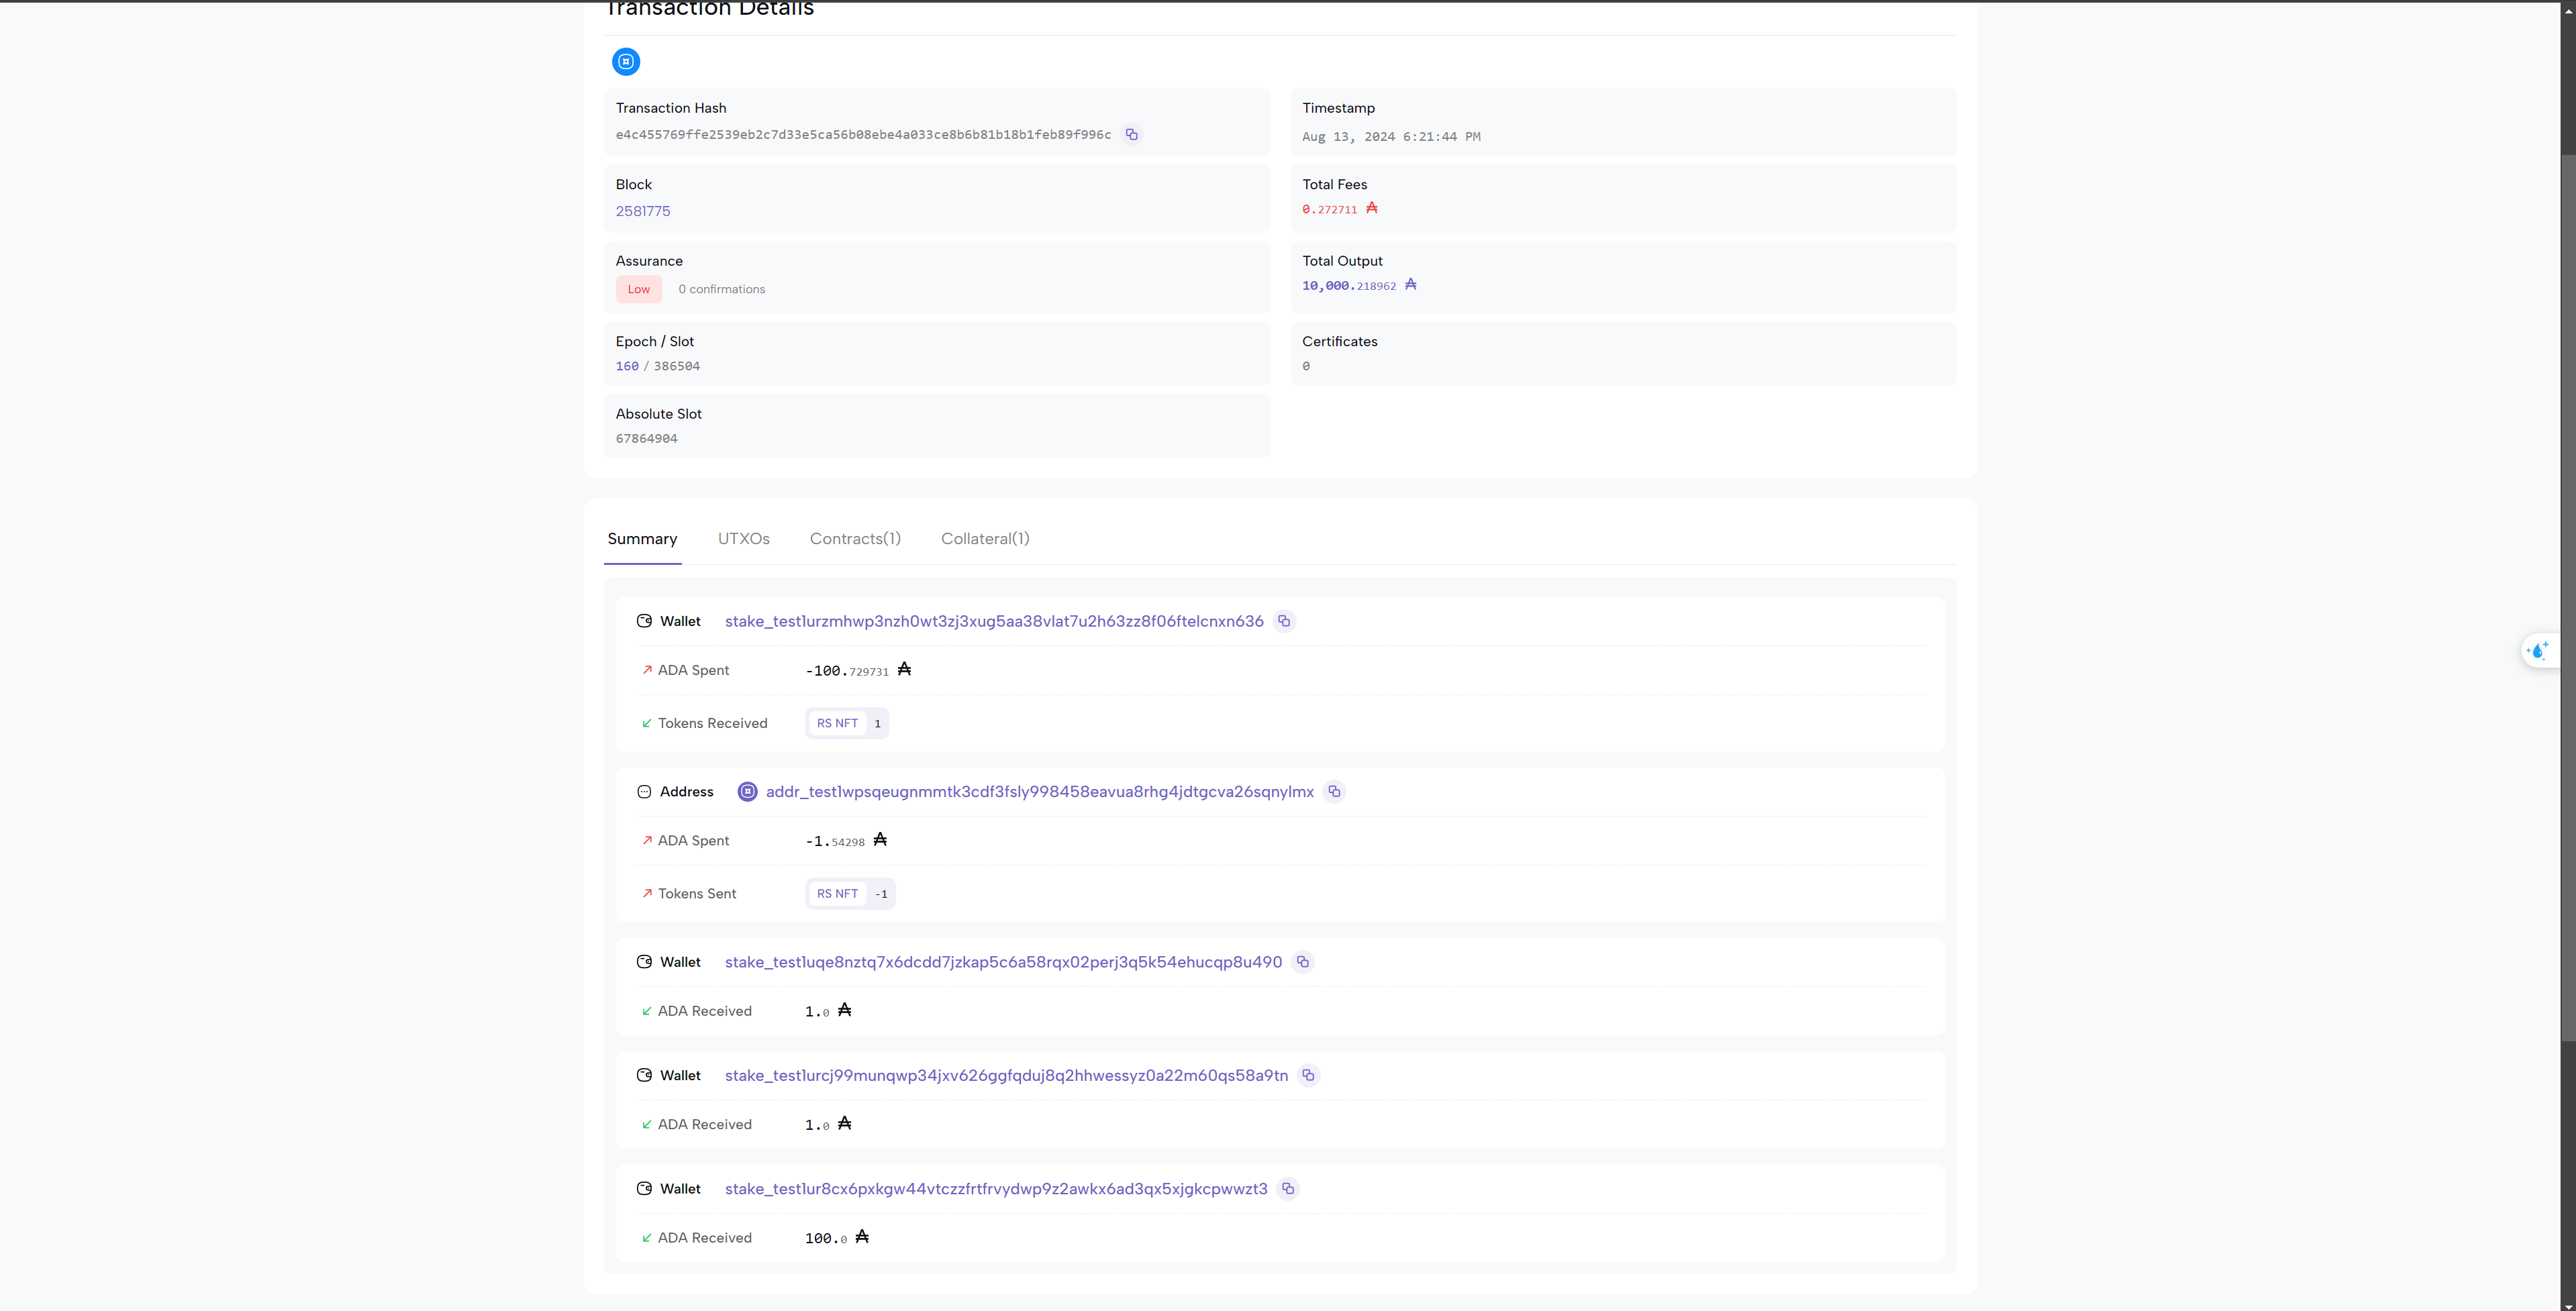 Transaction Details
Transaction Hash
e4c455769ffe2539eb2c7d33e5ca56b08ebe4a033ce8b6b81b18b1feb89f996c
Timestamp
Aug 13, 2024 6:21:44 PM
Block
2581775
Total Fees
0.272711 ₳
Assurance
Low 0 confirmations
Total Output
10,000.218962 ₳
Epoch / Slot
160 / 386504
Certificates
0
Absolute Slot
67864904
Summary UTXOs Contracts(1) Collateral(1)
Wallet stake_test1urzmhwp3nzh0wt3zj3xug5aa38vlat7u2h63zz8f06ftelcnxn636
ADA Spent -100.729731 ₳
Tokens Received RS NFT 1
Address addr_test1wpsqeugnmmtk3cdf3fsly998458eavua8rhg4jdtgcva26sqnylmx
ADA Spent -1.54298 ₳
Tokens Sent RS NFT -1
Wallet stake_test1uqe8nztq7x6dcdd7jzkap5c6a58rqx02perj3q5k54ehucqp8u490
ADA Received 1.0 ₳
Wallet stake_test1urcj99munqwp34jxv626ggfqduj8q2hhwessyz0a22m60qs58a9tn
ADA Received 1.0 ₳
Wallet stake_test1ur8cx6pxkgw44vtczzfrtfrvydwp9z2awkx6ad3qx5xjgkcpwwzt3
ADA Received 100.0 ₳